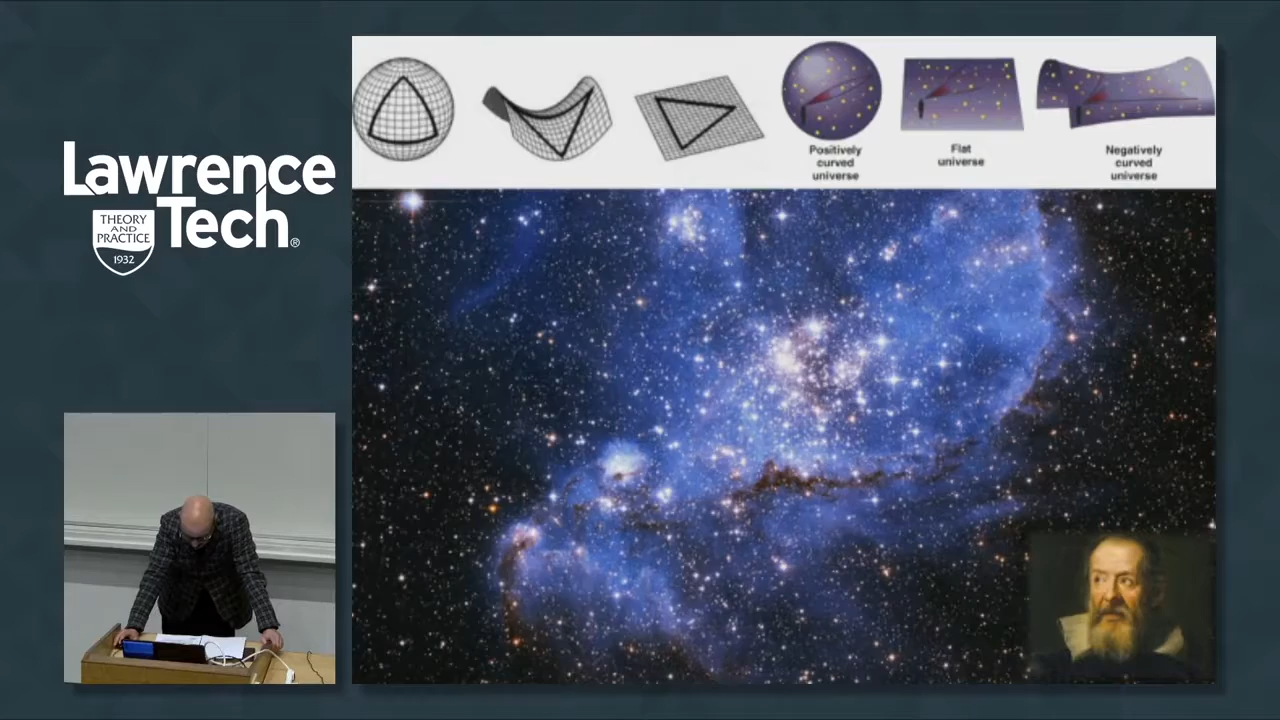 Lawrence
Tech®
THEORY
AND
PRACTICE
1932
Positively
curved
universe
Flat
universe
Negatively
curved
universe